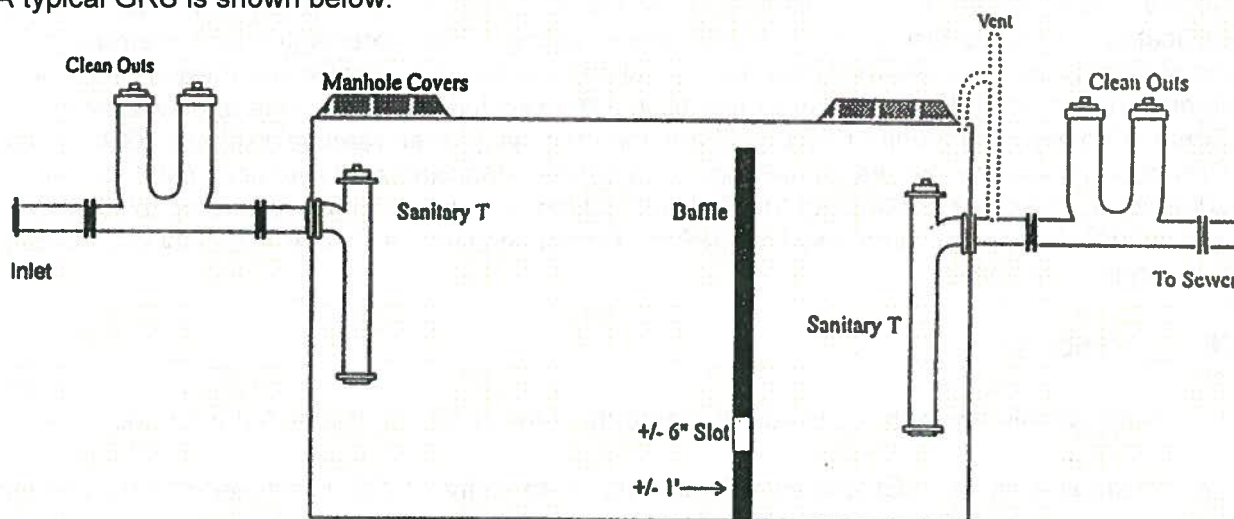 A typical GRS is shown below.
Vent
Clean Outs
Manhole Covers
Clean Outs
Sanitary T
Baffle
Inlet
To Sewer
Sanitary T
+/- 6" Slot
+/- 1'